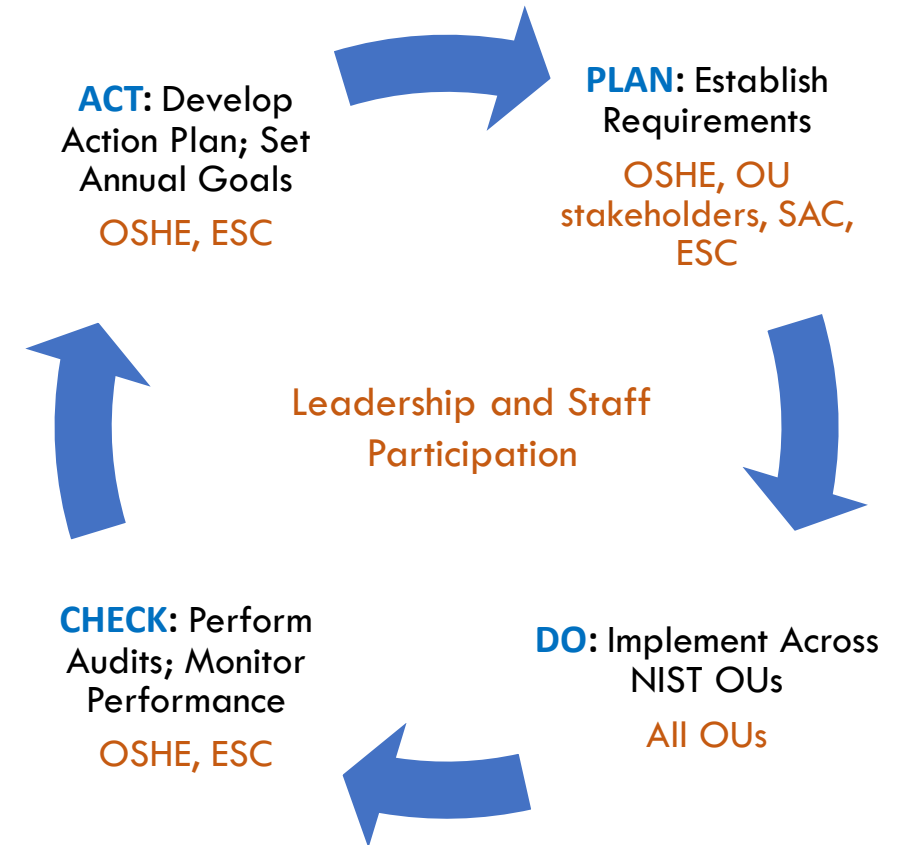 ACT: Develop
Action Plan; Set
Annual Goals
OSHE, ESC
PLAN: Establish
Requirements
OSHE, OU
stakeholders, SAC,
ESC
Leadership and Staff
Participation
CHECK: Perform
Audits; Monitor
Performance
OSHE, ESC
DO: Implement Across
NIST OUs
All OUs